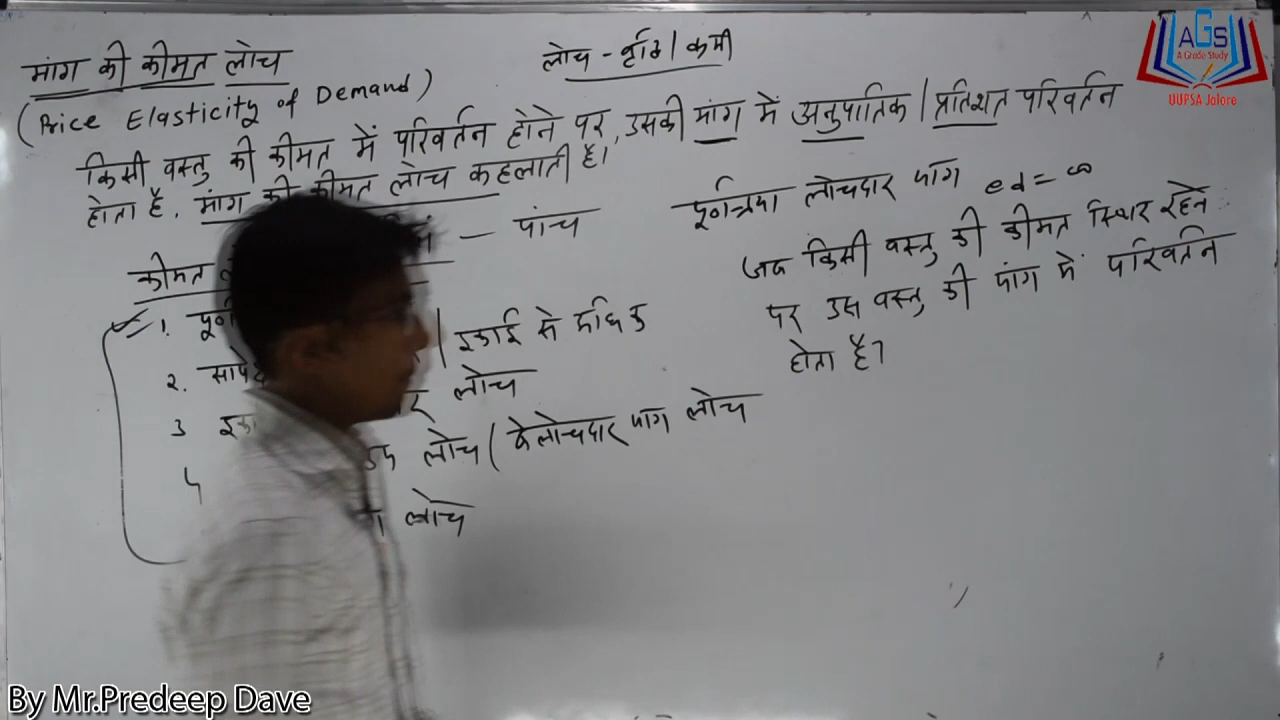 मांग की कीमत लोच
(Price Elasticity of Demand)
लोच - वृद्धि / कमी
किसी वस्तु की कीमत में परिवर्तन होने पर, उसकी मांग में अनुपातिक / प्रतिशत परिवर्तन
होता है. मांग की कीमत लोच कहलाती है।
कीमत — पांच
1.
/ इकाई से अधिक
2. लोच
3
4 लोच ( बेलोचदार मांग लोच
लोच
पूर्णतया लोचदार मांग ed = ∞
जब किसी वस्तु की कीमत स्थिर रहने
पर उस वस्तु की मांग में परिवर्तन
होता है।
AGS
A Grade Study
UUPSA Jalore
By Mr.Predeep Dave